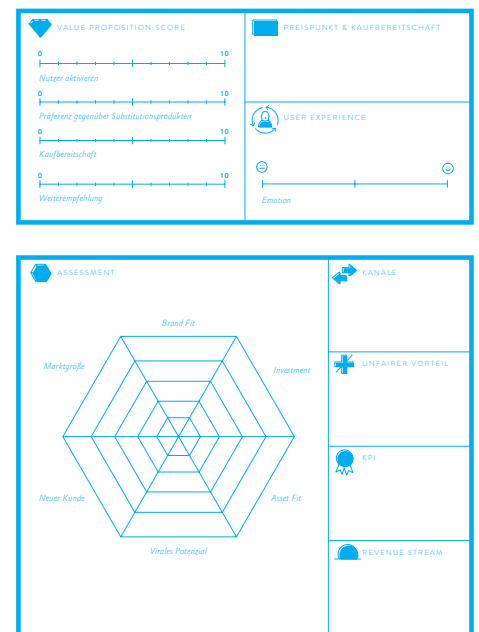 VALUE PROPOSITION SCORE
0 10
Nutzer aktivieren
0 10
Präferenz gegenüber Substitutionsprodukten
0 10
Kaufbereitschaft
0 10
Weiterempfehlung
PREISPUNKT & KAUFBEREITSCHAFT
USER EXPERIENCE
Emotion
ASSESSMENT
Brand Fit
Marktgröße
Investment
Neuer Kunde
Asset Fit
Virales Potenzial
KANÄLE
UNFAIRER VORTEIL
KPI
REVENUE STREAM